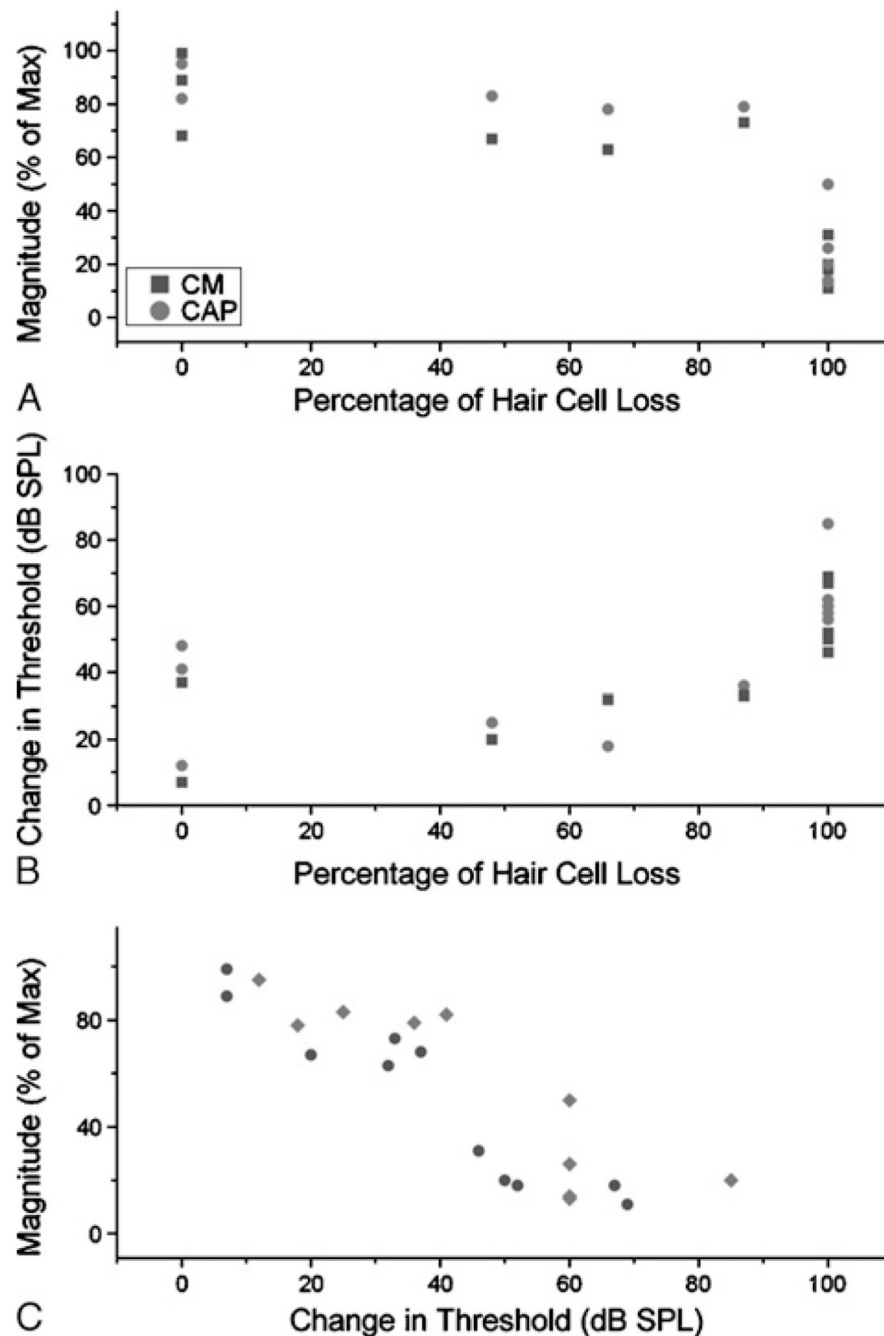 Magnitude (% of Max)
100
80
60
40
20
0
CM
CAP
0 20 40 60 80 100
A
Percentage of Hair Cell Loss
Change in Threshold (dB SPL)
100
80
60
40
20
0
0 20 40 60 80 100
B
Percentage of Hair Cell Loss
Magnitude (% of Max)
80
40
0
0 20 40 60 80 100
C
Change in Threshold (dB SPL)